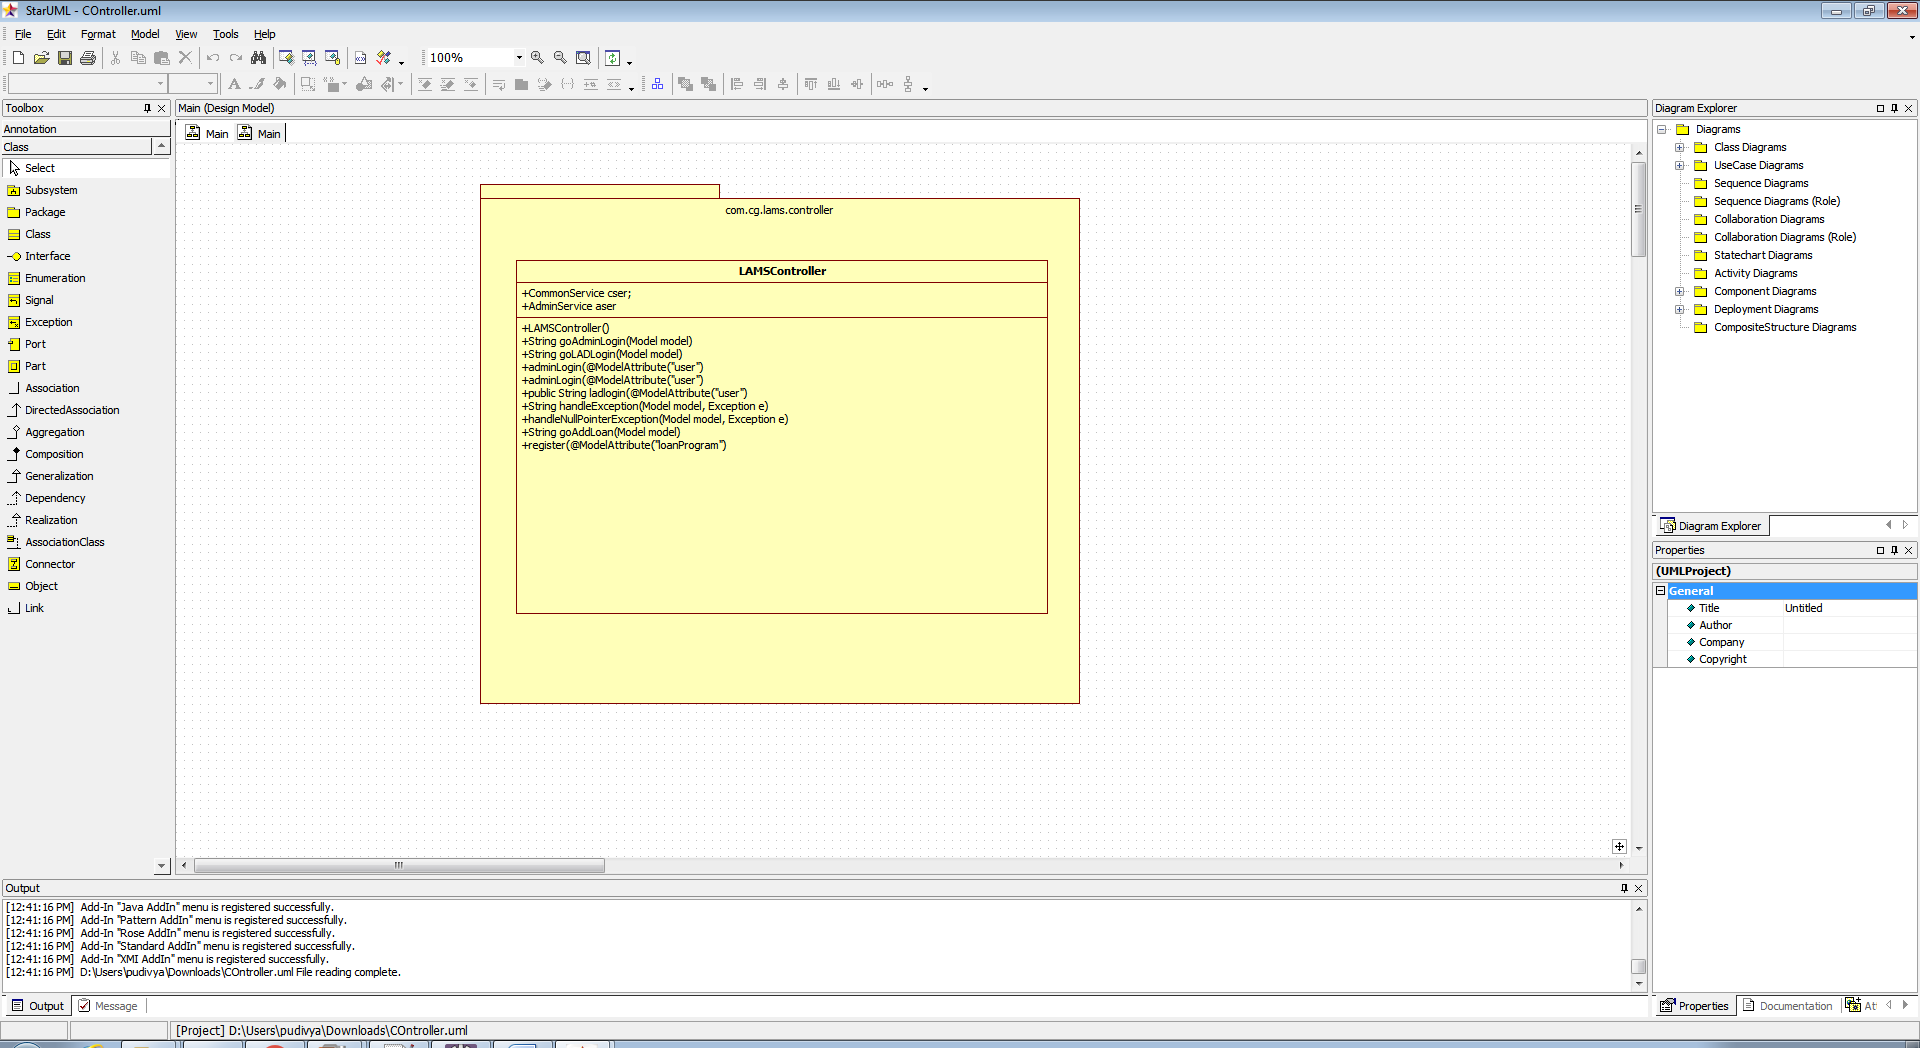 StarUML - COntroller.uml
File Edit Format Model View Tools Help
100%
Toolbox
Annotation
Class
Select
Subsystem
Package
Class
Interface
Enumeration
Signal
Exception
Port
Part
Association
DirectedAssociation
Aggregation
Composition
Generalization
Dependency
Realization
AssociationClass
Connector
Object
Link
Main (Design Model)
Main Main
com.cg.lams.controller
LAMSController
+CommonService cser;
+AdminService aser
+LAMSController()
+String goAdminLogin(Model model)
+String goLADLogin(Model model)
+adminLogin(@ModelAttribute("user")
+adminLogin(@ModelAttribute("user")
+public String ladlogin(@ModelAttribute("user")
+String handleException(Model model, Exception e)
+handleNullPointerException(Model model, Exception e)
+String goAddLoan(Model model)
+register(@ModelAttribute("loanProgram")
Diagram Explorer
Diagrams
Class Diagrams
UseCase Diagrams
Sequence Diagrams
Sequence Diagrams (Role)
Collaboration Diagrams
Collaboration Diagrams (Role)
Statechart Diagrams
Activity Diagrams
Component Diagrams
Deployment Diagrams
CompositeStructure Diagrams
Diagram Explorer
Properties
(UMLProject)
General
Title Untitled
Author
Company
Copyright
Properties Documentation At
Output
[12:41:16 PM] Add-In "Java AddIn" menu is registered successfully.
[12:41:16 PM] Add-In "Pattern AddIn" menu is registered successfully.
[12:41:16 PM] Add-In "Rose AddIn" menu is registered successfully.
[12:41:16 PM] Add-In "Standard AddIn" menu is registered successfully.
[12:41:16 PM] Add-In "XMI AddIn" menu is registered successfully.
[12:41:16 PM] D:\Users\pudivya\Downloads\COntroller.uml File reading complete.
Output Message
[Project] D:\Users\pudivya\Downloads\COntroller.uml